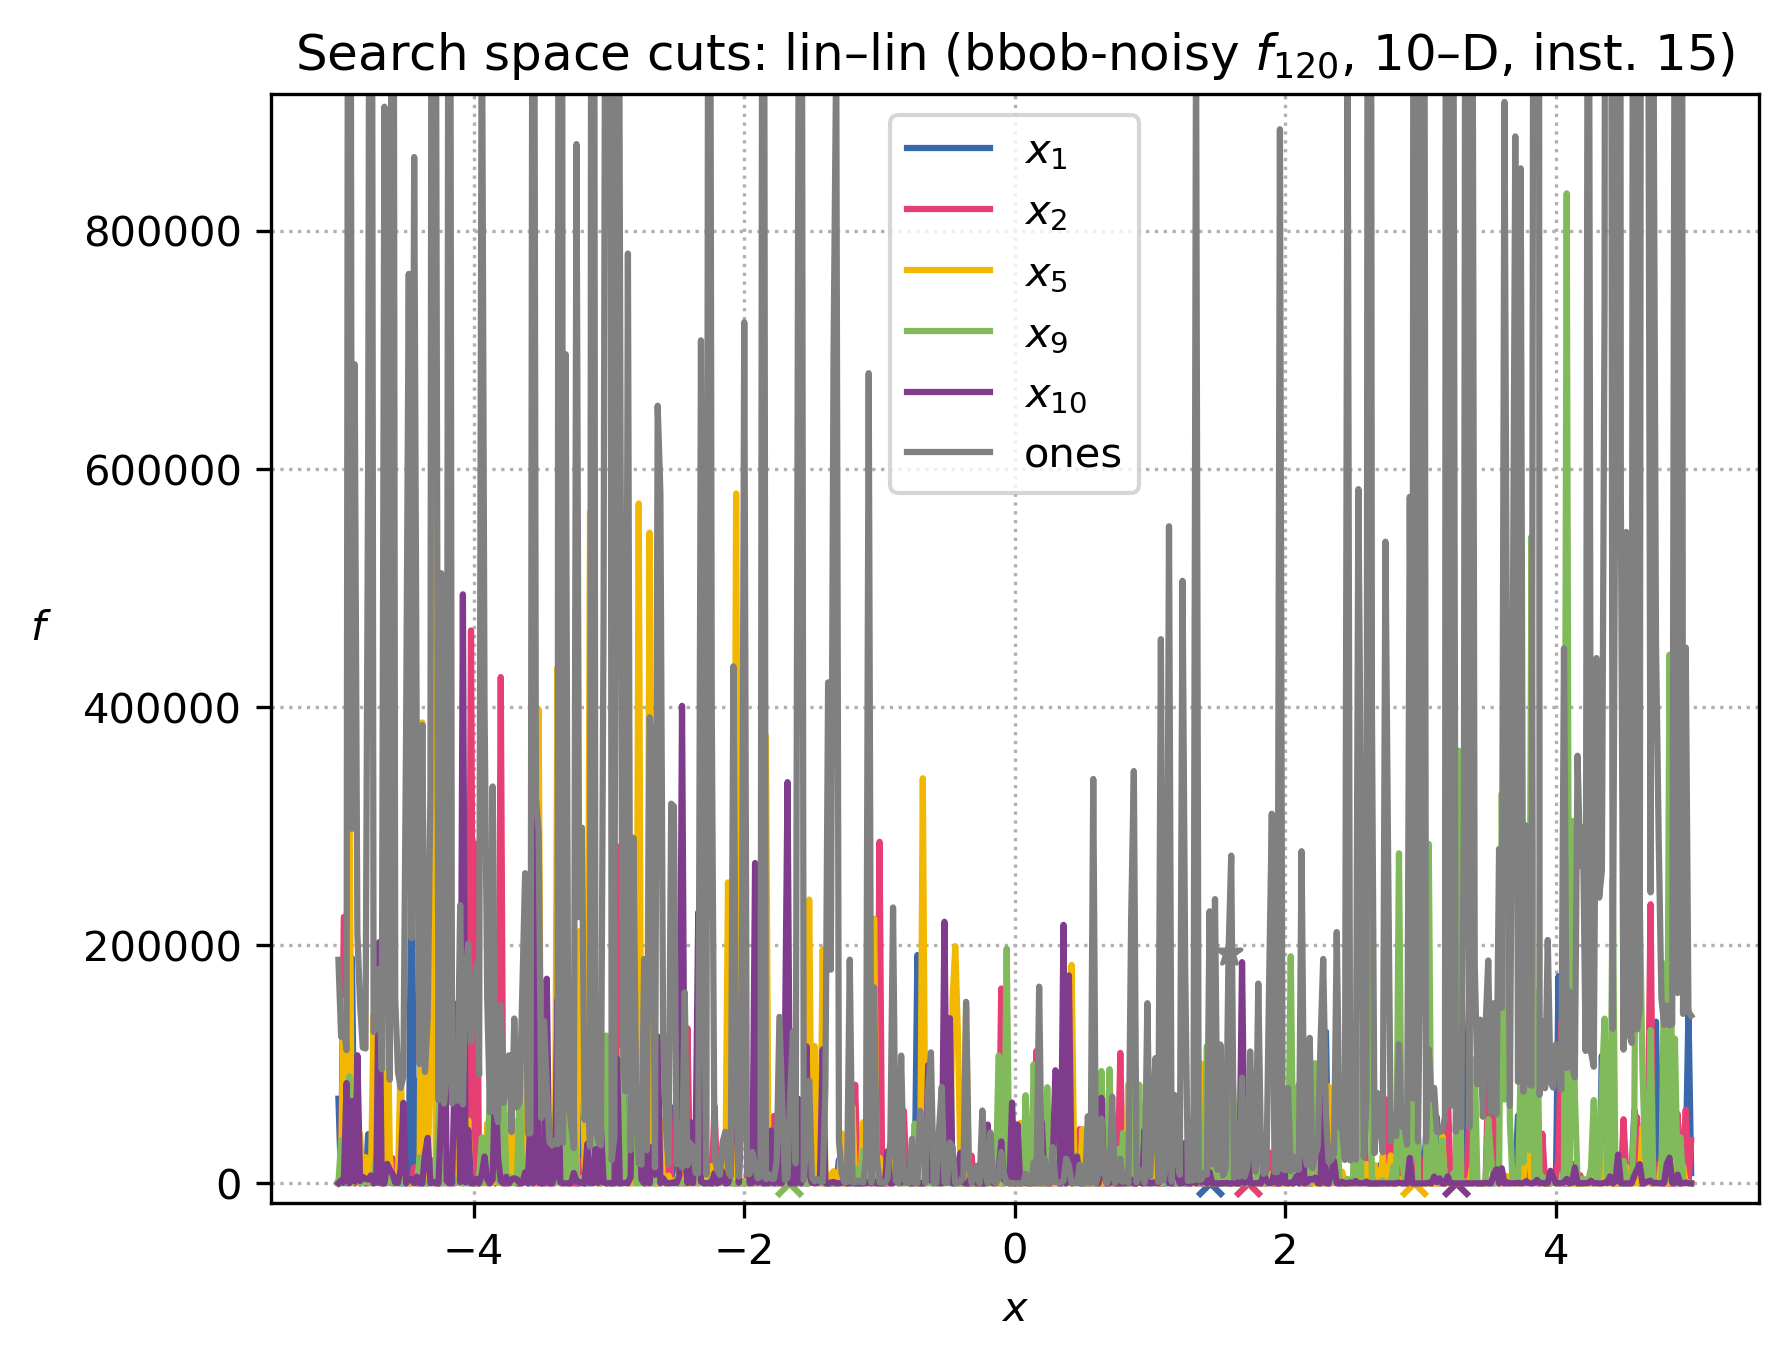 Search space cuts: lin–lin (bbob-noisy f₁₂₀, 10–D, inst. 15)
x₁
x₂
x₅
x₉
x₁₀
ones
800000
600000
400000
200000
0
f
−4
−2
0
2
4
x